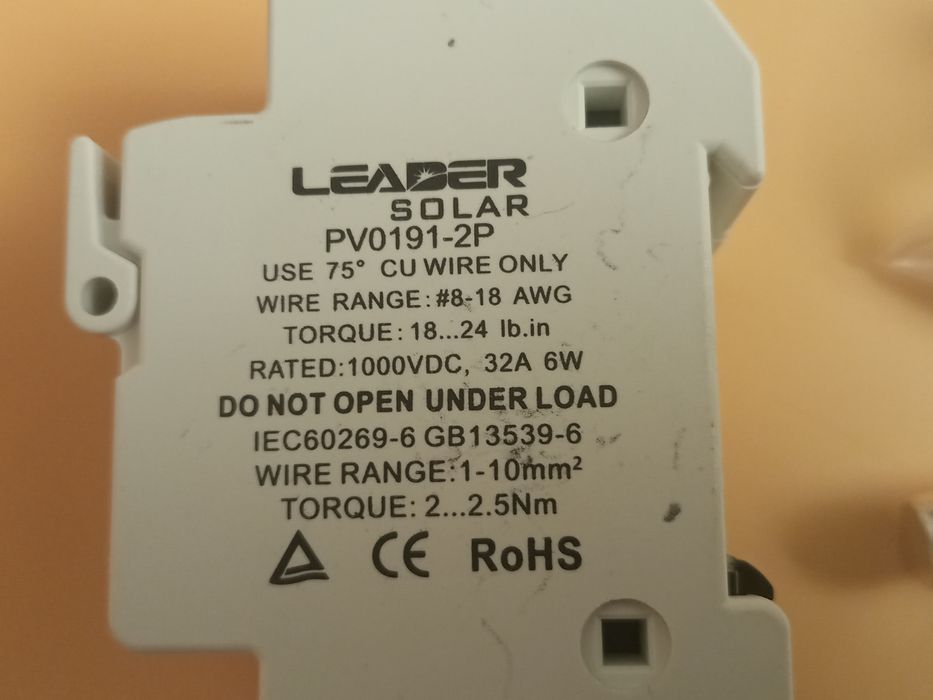 LEADER
SOLAR
PV0191-2P
USE 75° CU WIRE ONLY
WIRE RANGE:#8-18 AWG
TORQUE: 18...24 lb.in
RATED:1000VDC, 32A 6W
DO NOT OPEN UNDER LOAD
IEC60269-6 GB13539-6
WIRE RANGE:1-10mm²
TORQUE: 2...2.5Nm
CE RoHS